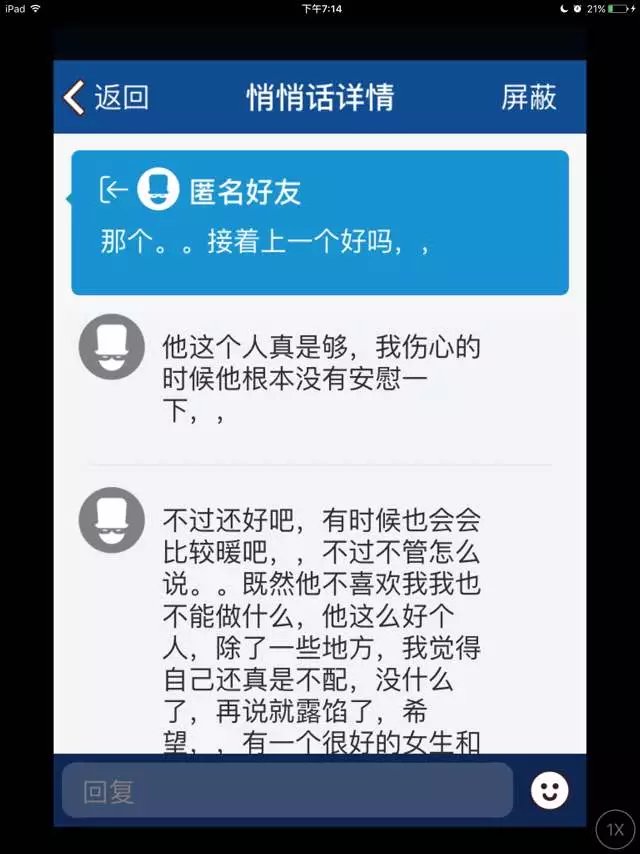 iPad 下午7:14 21%
返回 悄悄话详情 屏蔽
匿名好友
那个。。接着上一个好吗，，
他这个人真是够，我伤心的
时候他根本没有安慰一
下，，
不过还好吧，有时候也会会
比较暖吧，，不过不管怎么
说。。既然他不喜欢我我也
不能做什么，他这么好个
人，除了一些地方，我觉得
自己还真是不配，没什么
了，再说就露馅了，希
望，，有一个很好的女生和
回复
1X